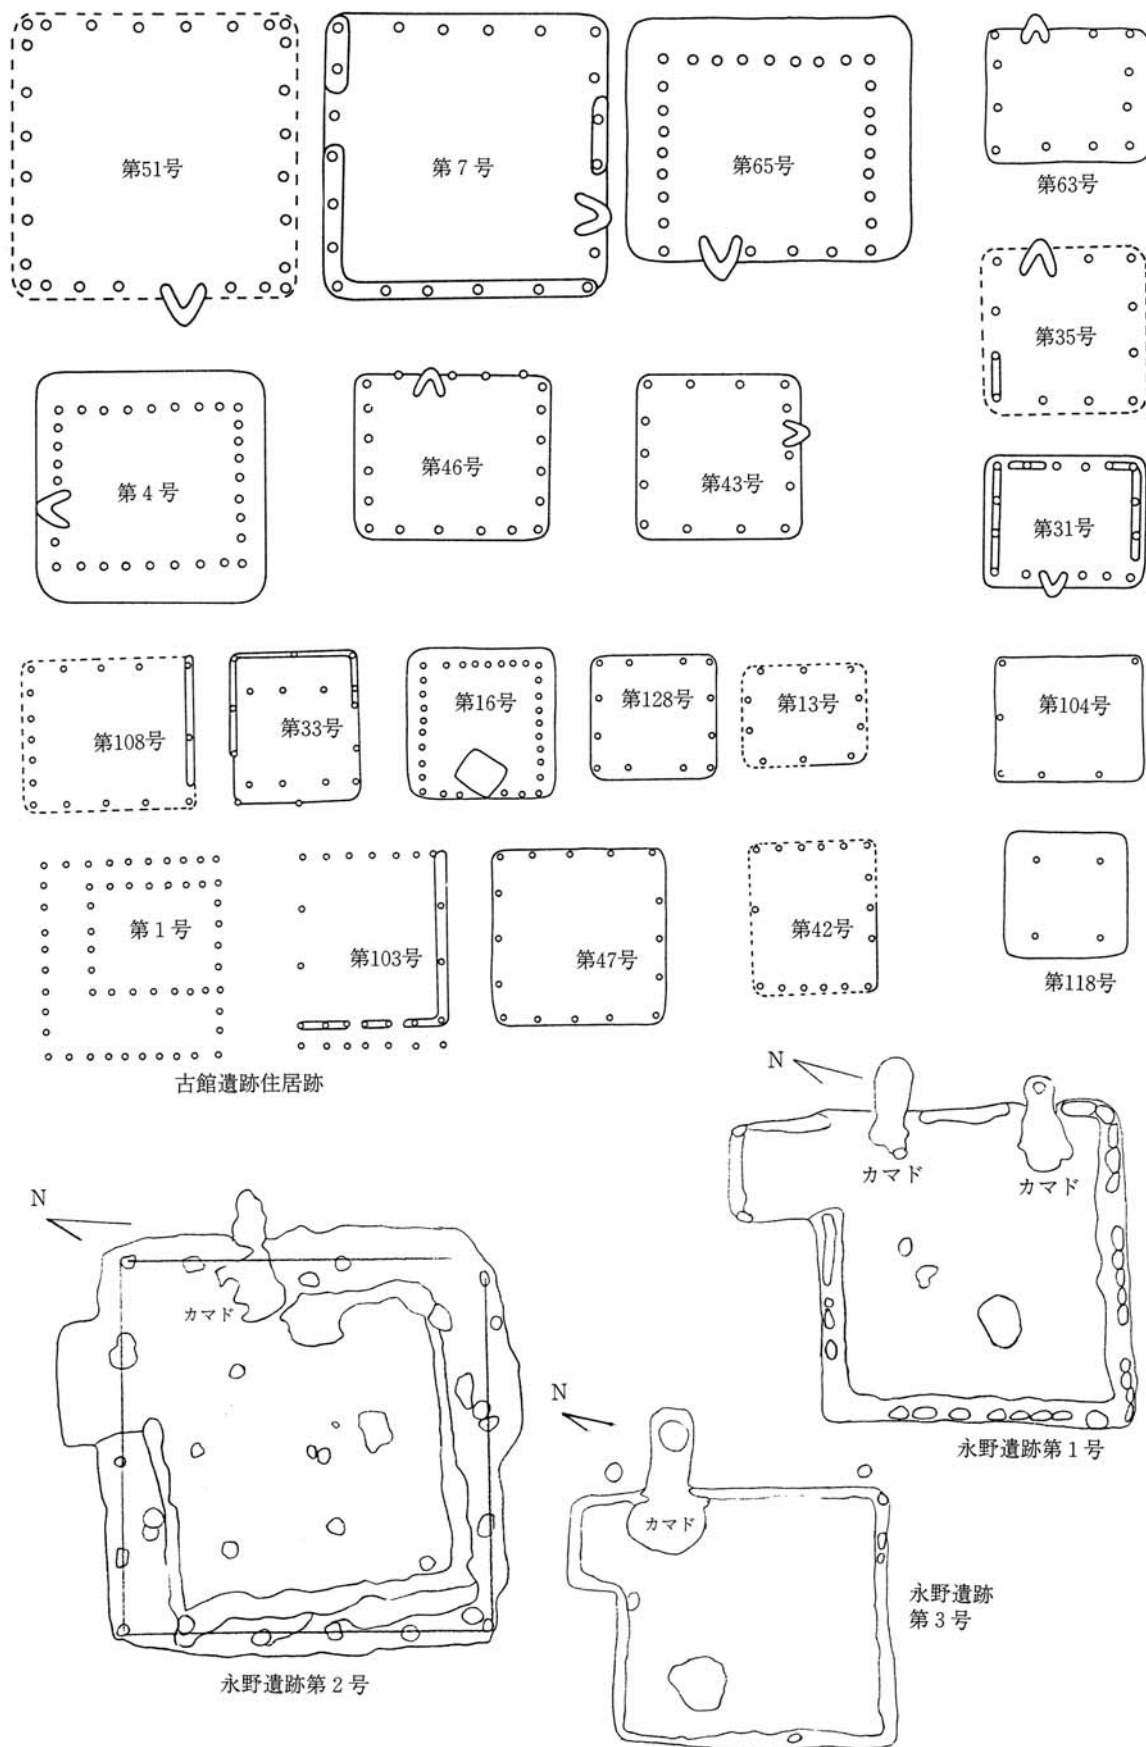 第51号
第7号
第65号
第63号
第35号
第4号
第46号
第43号
第31号
第108号
第33号
第16号
第128号
第13号
第104号
第1号
第103号
第47号
第42号
第118号
古館遺跡住居跡
N
カマド
カマド
永野遺跡第1号
N
カマド
永野遺跡第2号
N
カマド
永野遺跡
第3号